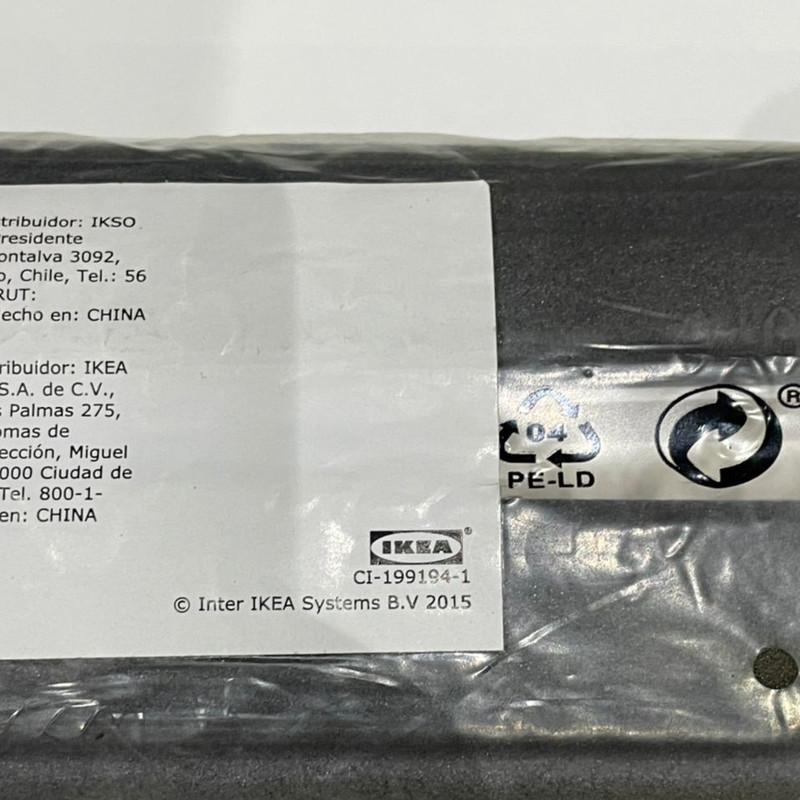 tribuidor: IKSO
residente
ontalva 3092,
o, Chile, Tel.: 56
RUT:
echo en: CHINA
ribuidor: IKEA
S.A. de C.V.,
s Palmas 275,
omas de
ección, Miguel
000 Ciudad de
Tel. 800-1-
en: CHINA
04
PE-LD
®
IKEA®
CI-199194-1
© Inter IKEA Systems B.V 2015